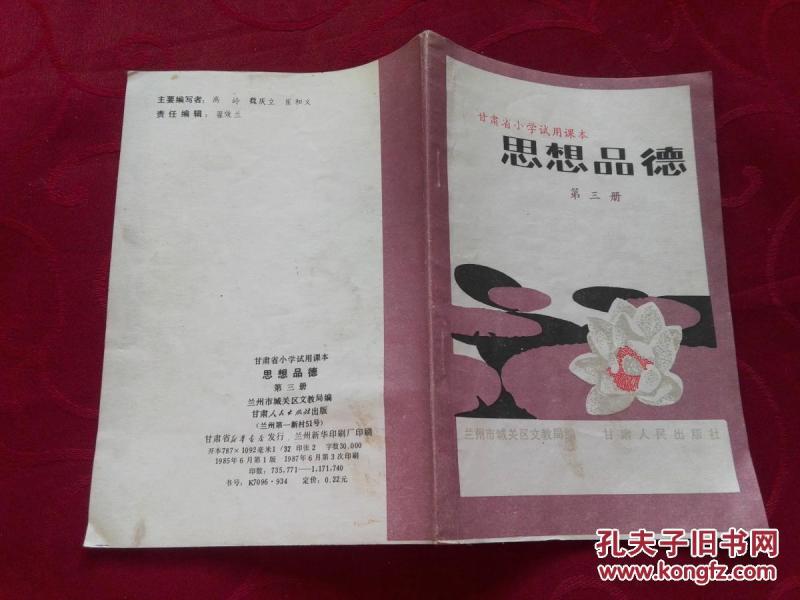 主要编写者：高 岭 魏庆立 崔和义
责任编辑：翟效兰
甘肃省小学试用课本
思想品德
第三册
兰州市城关区文教局编
甘肃人民出版社出版
（兰州第一新村51号）
甘肃省新华书店发行 兰州新华印刷厂印刷
开本787×1092毫米1/32 印张2 字数30,000
1985年6月第1版 1987年6月第3次印刷
印数：735,771—1,171,740
书号：K7096·934 定价：0.22元
甘肃省小学试用课本
思想品德
第三册
兰州市城关区文教局编 甘肃人民出版社
孔夫子旧书网
www.kongfz.com